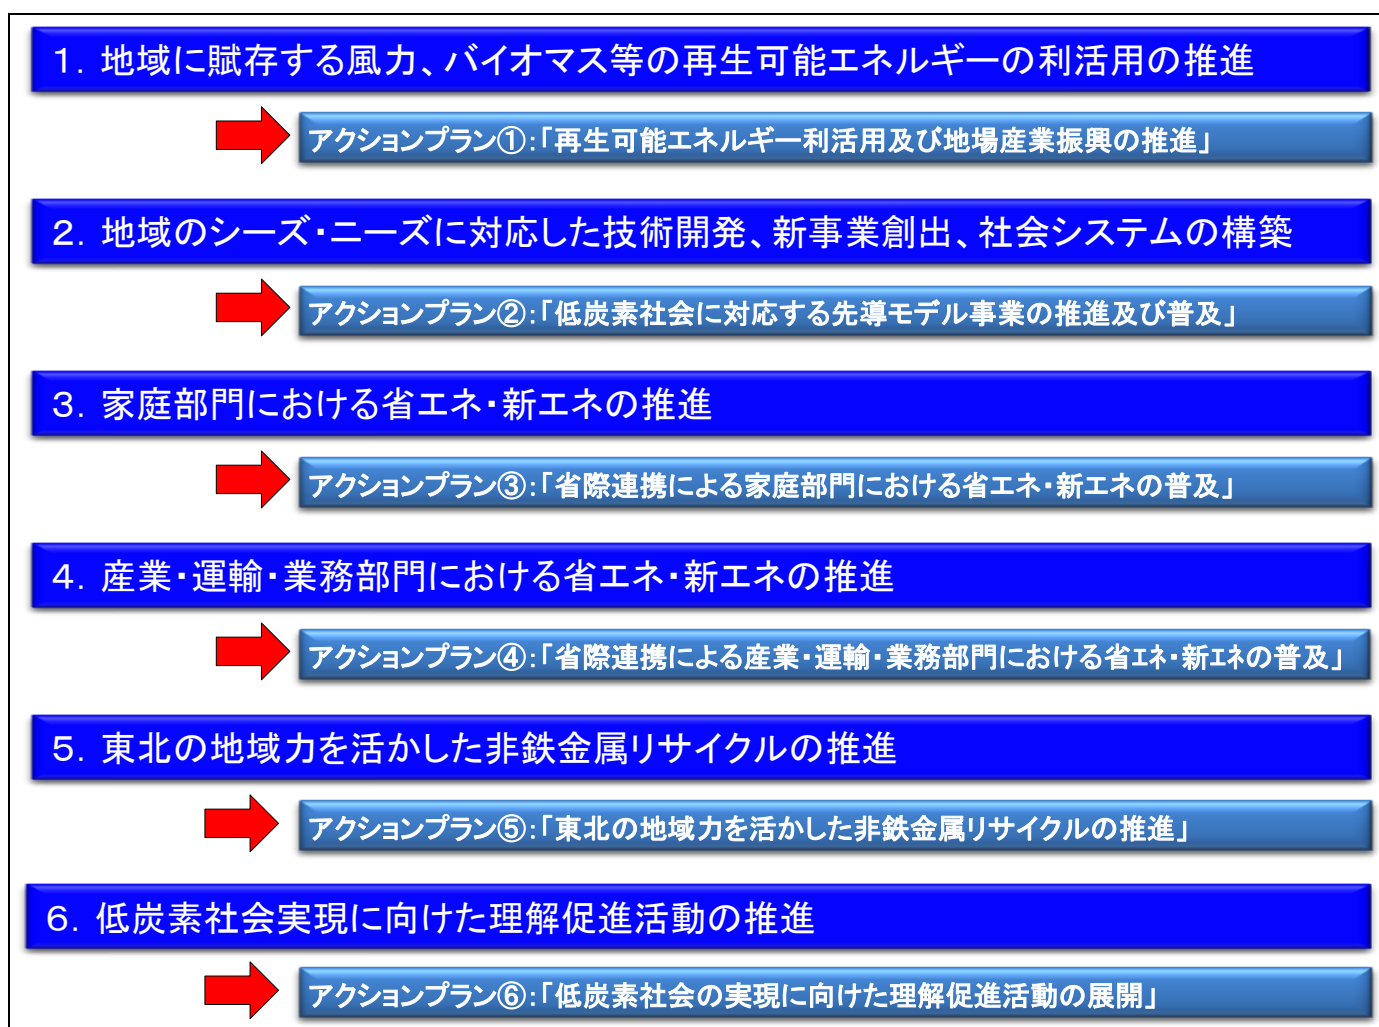 １．地域に賦存する風力、バイオマス等の再生可能エネルギーの利活用の推進
アクションプラン①：「再生可能エネルギー利活用及び地場産業振興の推進」
２．地域のシーズ・ニーズに対応した技術開発、新事業創出、社会システムの構築
アクションプラン②：「低炭素社会に対応する先導モデル事業の推進及び普及」
３．家庭部門における省エネ・新エネの推進
アクションプラン③：「省際連携による家庭部門における省エネ・新エネの普及」
４．産業・運輸・業務部門における省エネ・新エネの推進
アクションプラン④：「省際連携による産業・運輸・業務部門における省ｴﾈ・新ｴﾈの普及」
５．東北の地域力を活かした非鉄金属リサイクルの推進
アクションプラン⑤：「東北の地域力を活かした非鉄金属リサイクルの推進」
６．低炭素社会実現に向けた理解促進活動の推進
アクションプラン⑥：「低炭素社会の実現に向けた理解促進活動の展開」